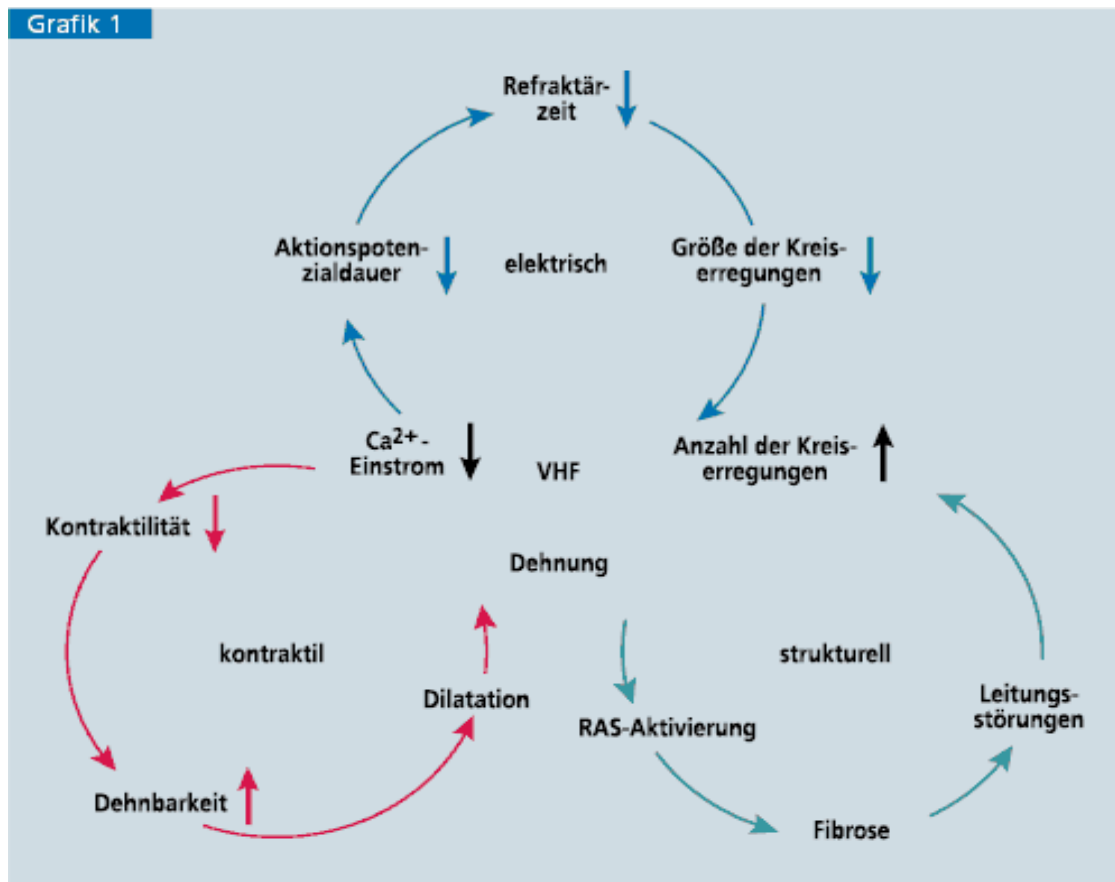 Grafik 1
Refraktär-
zeit
Aktionspoten-
zialdauer
elektrisch
Größe der Kreis-
erregungen
Ca2+-
Einstrom
VHF
Anzahl der Kreis-
erregungen
Kontraktilität
Dehnung
kontraktil
strukturell
Dilatation
RAS-Aktivierung
Leitungs-
störungen
Dehnbarkeit
Fibrose